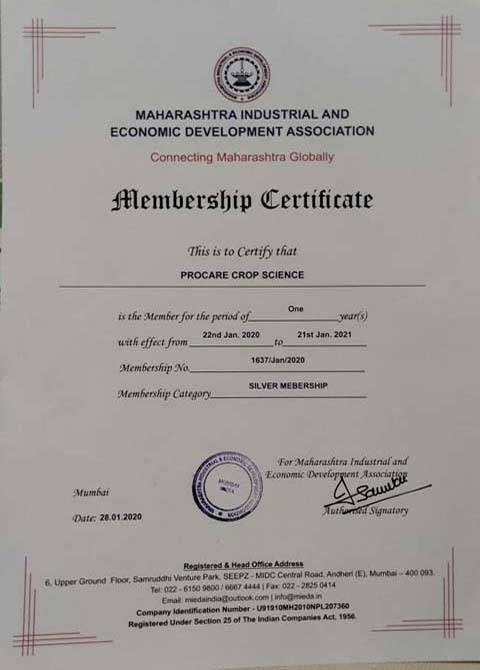 MAHARASHTRA INDUSTRIAL AND
ECONOMIC DEVELOPMENT ASSOCIATION
Connecting Maharashtra Globally
Membership Certificate
This is to Certify that
PROCARE CROP SCIENCE
is the Member for the period of One year(s)
with effect from 22nd Jan. 2020 to 21st Jan. 2021
Membership No. 1637/Jan/2020
Membership Category SILVER MEBERSHIP
For Maharashtra Industrial and
Economic Development Association
MUMBAI
INDIA
Mumbai
Authorised Signatory
Date: 28.01.2020
Registered & Head Office Address
6, Upper Ground Floor, Samruddhi Venture Park, SEEPZ - MIDC Central Road, Andheri (E), Mumbai – 400 093.
Tel: 022 - 6150 9800 / 6667 4444 | Fax: 022 - 2825 0414
Email: miedaindia@outlook.com | info@mieda.in
Company Identification Number - U91910MH2010NPL207360
Registered Under Section 25 of The Indian Companies Act, 1956.